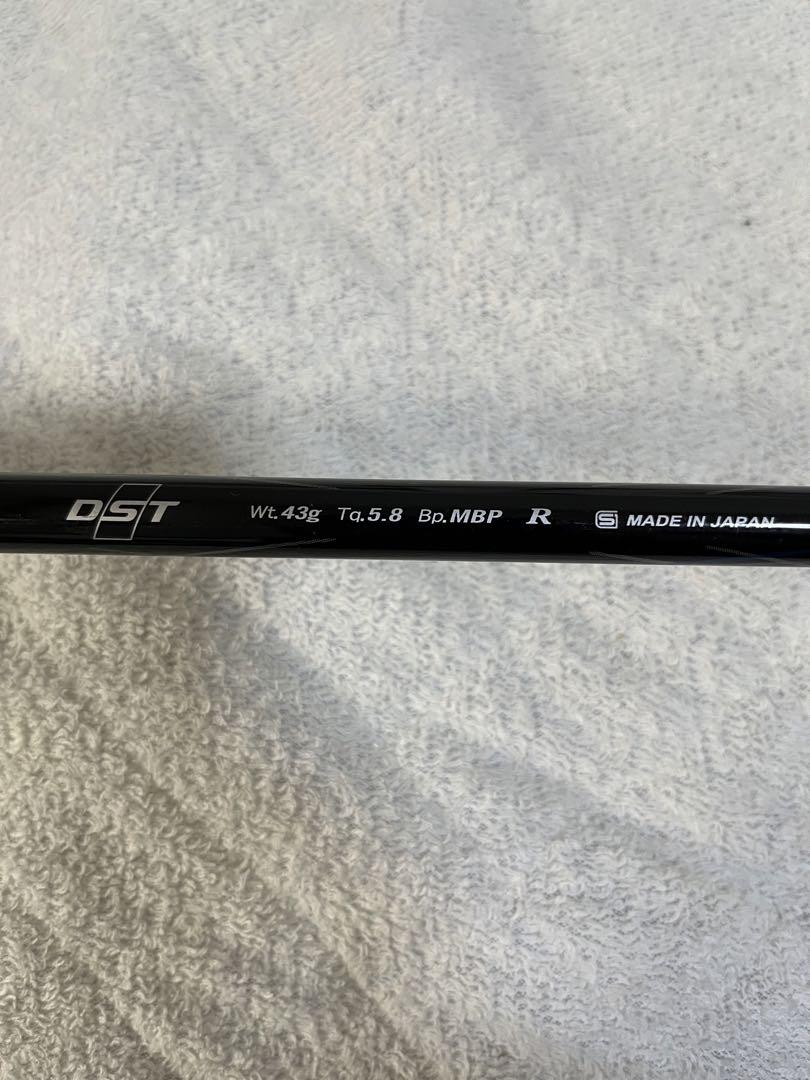 DST Wt.43g Tq.5.8 Bp.MBP R S MADE IN JAPAN